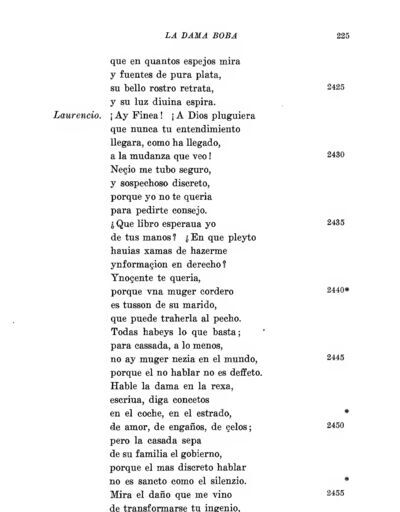 LA DAMA BOBA 225
que en quantos espejos mira
y fuentes de pura plata,
su bello rostro retrata, 2425
y su luz diuina espira.
Laurencio. ¡Ay Finea! ¡A Dios pluguiera
que nunca tu entendimiento
llegara, como ha llegado,
a la mudanza que veo! 2430
Neçio me tubo seguro,
y sospechoso discreto,
porque yo no te queria
para pedirte consejo.
¿Que libro esperaua yo 2435
de tus manos? ¿En que pleyto
hauias xamas de hazerme
ynformaçion en derecho?
Ynoçente te queria,
porque vna muger cordero 2440*
es tusson de su marido,
que puede traherla al pecho.
Todas habeys lo que basta;
para cassada, a lo menos,
no ay muger nezia en el mundo, 2445
porque el no hablar no es deffeto.
Hable la dama en la rexa,
escriua, diga concetos
en el coche, en el estrado, *
de amor, de engaños, de çelos; 2450
pero la casada sepa
de su familia el gobierno,
porque el mas discreto hablar
no es sancto como el silenzio. *
Mira el daño que me vino 2455
de transformarse tu ingenio,